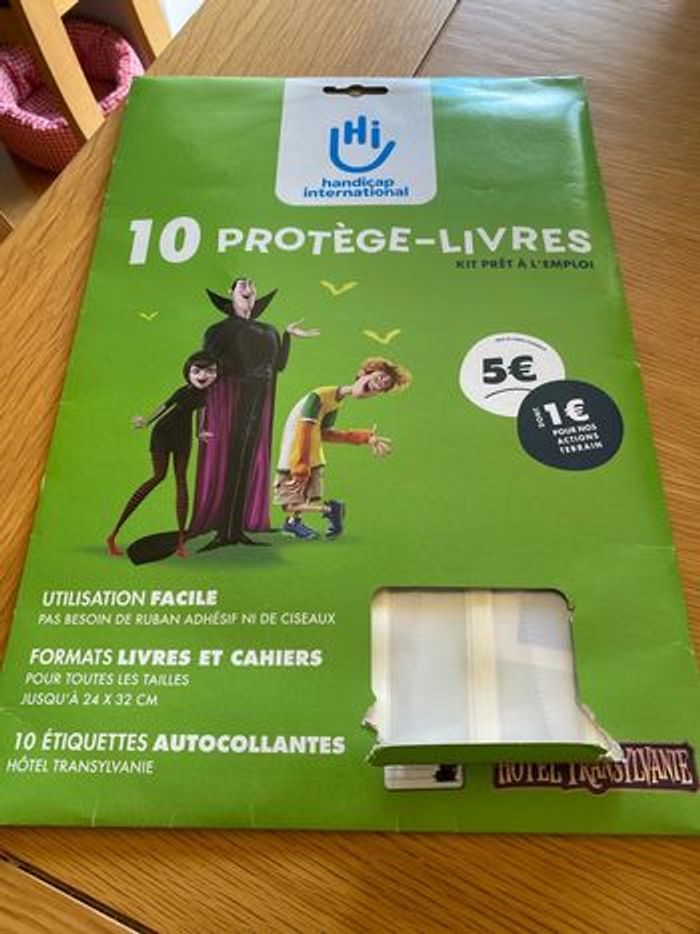 Hi
handicap
international
10 PROTÈGE-LIVRES
KIT PRÊT À L'EMPLOI
5€
DONT
1€
POUR NOS
ACTIONS
TERRAIN
UTILISATION FACILE
PAS BESOIN DE RUBAN ADHÉSIF NI DE CISEAUX
FORMATS LIVRES ET CAHIERS
POUR TOUTES LES TAILLES
JUSQU'À 24 X 32 CM
10 ÉTIQUETTES AUTOCOLLANTES
HÔTEL TRANSYLVANIE
HÔTEL TRANSYLVANIE